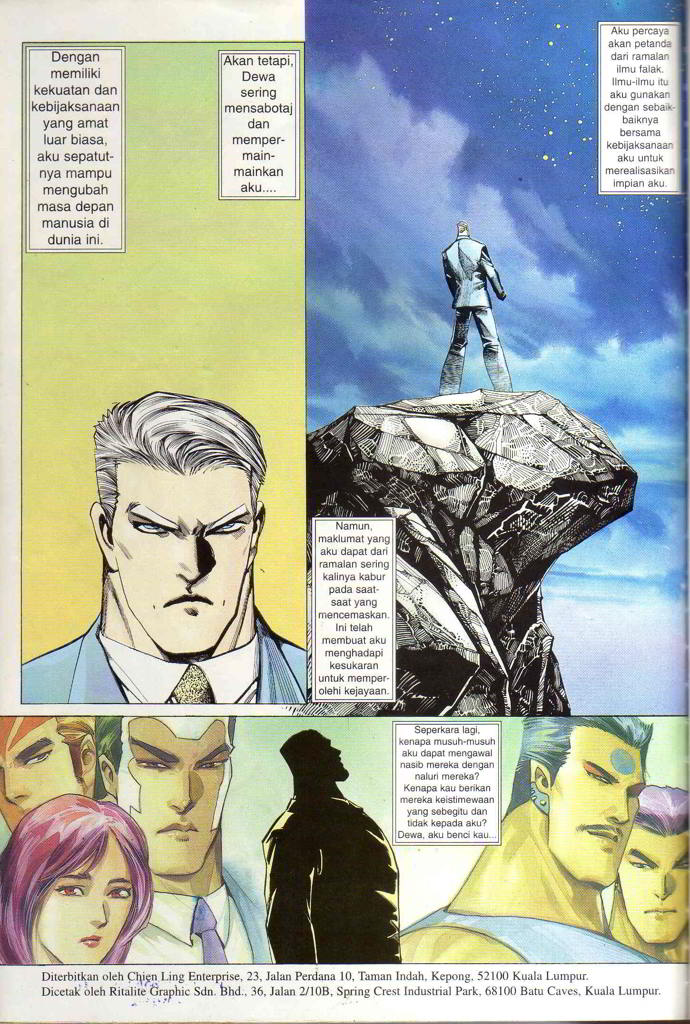 Dengan
memiliki
kekuatan dan
kebijaksanaan
yang amat
luar biasa,
aku sepatut-
nya mampu
mengubah
masa depan
manusia di
dunia ini.
Akan tetapi,
Dewa
sering
mensabotaj
dan
memper-
main-
mainkan
aku....
Aku percaya
akan petanda
dari ramalan
ilmu falak.
Ilmu-ilmu itu
aku gunakan
dengan sebaik-
baiknya
bersama
kebijaksanaan
aku untuk
merealisasikan
impian aku.
Namun,
maklumat yang
aku dapat dari
ramalan sering
kalinya kabur
pada saat-
saat yang
mencemaskan.
Ini telah
membuat aku
menghadapi
kesukaran
untuk memper-
olehi kejayaan.
Seperkara lagi,
kenapa musuh-musuh
aku dapat mengawal
nasib mereka dengan
naluri mereka?
Kenapa kau berikan
mereka keistimewaan
yang sebegitu dan
tidak kepada aku?
Dewa, aku benci kau...
Diterbitkan oleh Chien Ling Enterprise, 23, Jalan Perdana 10, Taman Indah, Kepong, 52100 Kuala Lumpur.
Dicetak oleh Ritalite Graphic Sdn. Bhd., 36, Jalan 2/10B, Spring Crest Industrial Park, 68100 Batu Caves, Kuala Lumpur.